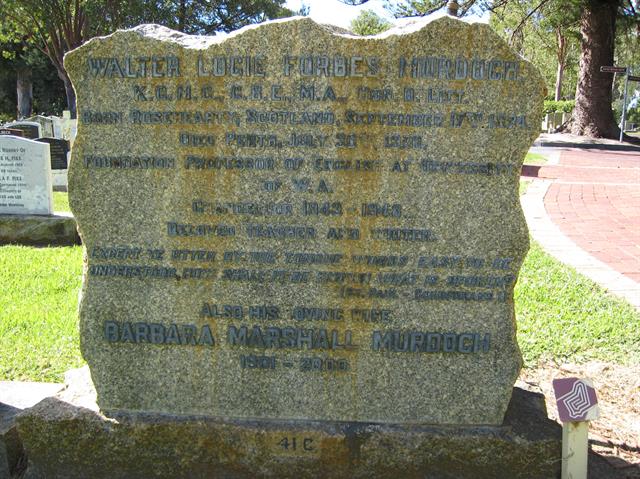 WALTER LOGIE FORBES MURDOCH.
K.C.M.G., C.B.E., M.A., HON. D. LITT.
BORN ROSEHEARTY, SCOTLAND, SEPTEMBER 17TH 1874.
DIED PERTH, JULY 30TH, 1970.
FOUNDATION PROFESSOR OF ENGLISH AT UNIVERSITY
OF W.A.
CHANCELLOR 1943 - 1948.
BELOVED TEACHER AND WRITER.
EXCEPT YE UTTER BY THE TONGUE WORDS EASY TO BE
UNDERSTOOD, HOW SHALL IT BE KNOWN WHAT IS SPOKEN?
ALSO HIS LOVING WIFE
BARBARA MARSHALL MURDOCH
41C